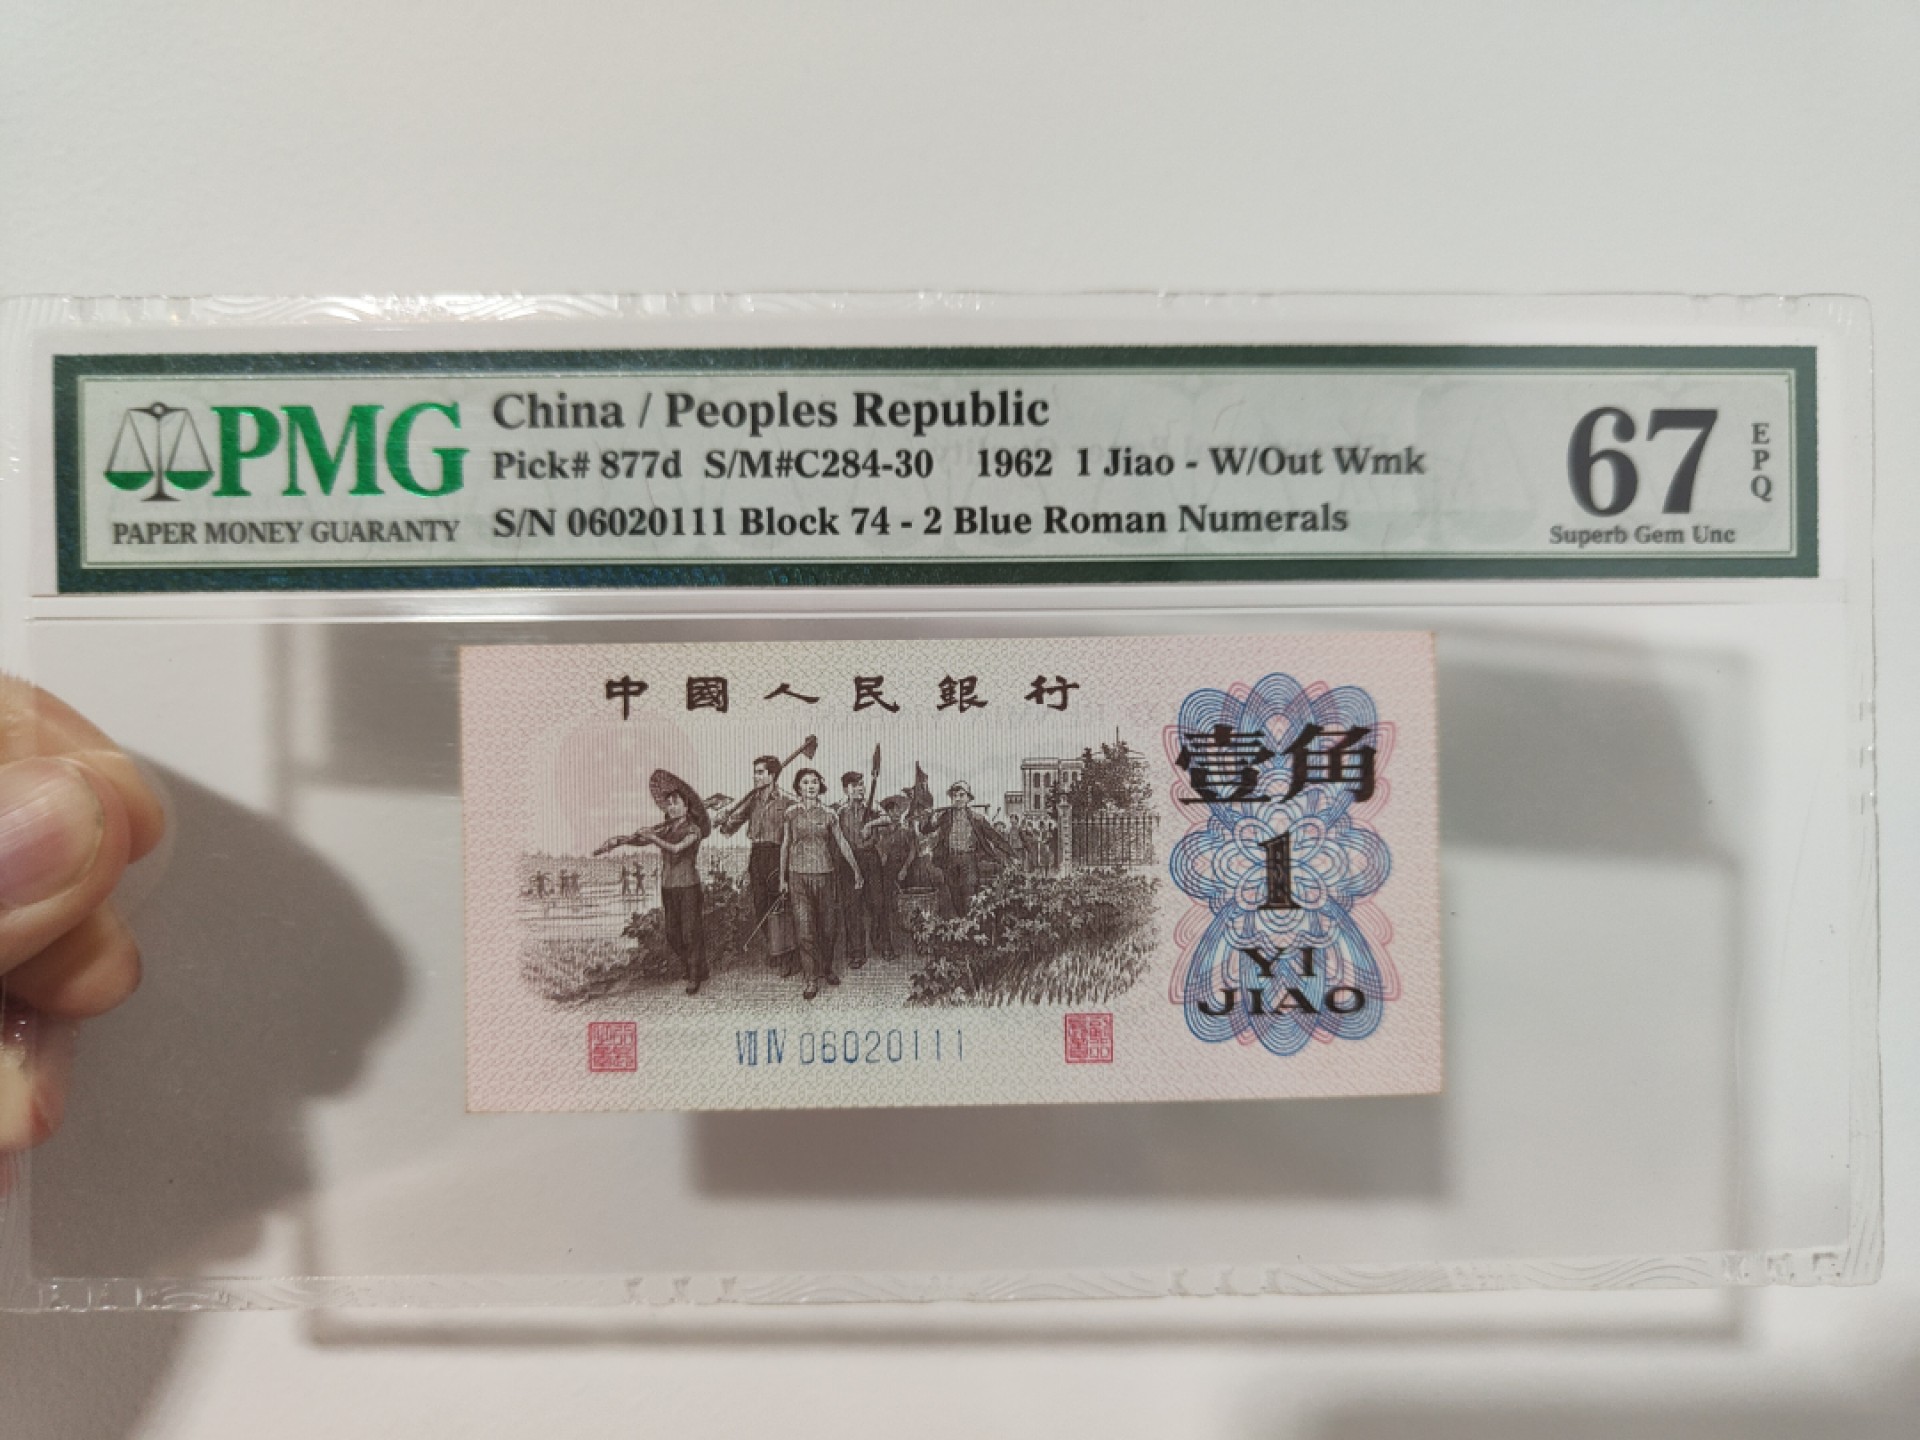 PMG
PAPER MONEY GUARANTY
China / Peoples Republic
Pick# 877d S/M#C284-30 1962 1 Jiao - W/Out Wmk
S/N 06020111 Block 74 - 2 Blue Roman Numerals
67
EPQ
Superb Gem Unc
中國人民銀行
壹角
1
YI
JIAO
ⅦⅣ 06020111